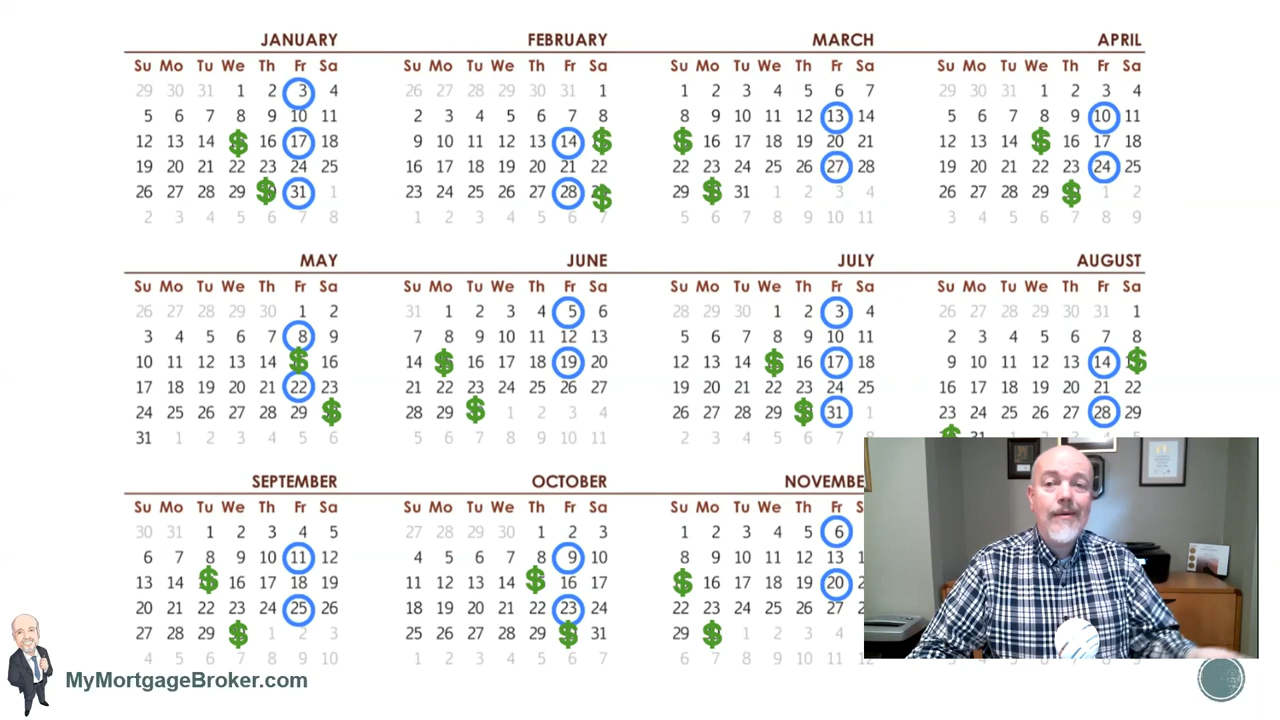 JANUARY
Su Mo Tu We Th Fr Sa
29 30 31 1 2 3 4
5 6 7 8 9 10 11
12 13 14 $ 16 17 18
19 20 21 22 23 24 25
26 27 28 29 $ 31 1
2 3 4 5 6 7 8
FEBRUARY
Su Mo Tu We Th Fr Sa
26 27 28 29 30 31 1
2 3 4 5 6 7 8
9 10 11 12 13 14 $
16 17 18 19 20 21 22
23 24 25 26 27 28 $
1 2 3 4 5 6 7
MARCH
Su Mo Tu We Th Fr Sa
1 2 3 4 5 6 7
8 9 10 11 12 13 14
$ 16 17 18 19 20 21
22 23 24 25 26 27 28
29 $ 31 1 2 3 4
5 6 7 8 9 10 11
APRIL
Su Mo Tu We Th Fr Sa
29 30 31 1 2 3 4
5 6 7 8 9 10 11
12 13 14 $ 16 17 18
19 20 21 22 23 24 25
26 27 28 29 $ 1 2
3 4 5 6 7 8 9
MAY
Su Mo Tu We Th Fr Sa
26 27 28 29 30 1 2
3 4 5 6 7 8 9
10 11 12 13 14 $ 16
17 18 19 20 21 22 23
24 25 26 27 28 29 $
31 1 2 3 4 5 6
JUNE
Su Mo Tu We Th Fr Sa
31 1 2 3 4 5 6
7 8 9 10 11 12 13
14 $ 16 17 18 19 20
21 22 23 24 25 26 27
28 29 $ 1 2 3 4
5 6 7 8 9 10 11
JULY
Su Mo Tu We Th Fr Sa
28 29 30 1 2 3 4
5 6 7 8 9 10 11
12 13 14 $ 16 17 18
19 20 21 22 23 24 25
26 27 28 29 $ 31 1
2 3 4 5 6 7 8
AUGUST
Su Mo Tu We Th Fr Sa
26 27 28 29 30 31 1
2 3 4 5 6 7 8
9 10 11 12 13 14 $
16 17 18 19 20 21 22
23 24 25 26 27 28 29
$ 31
SEPTEMBER
Su Mo Tu We Th Fr Sa
30 31 1 2 3 4 5
6 7 8 9 10 11 12
13 14 $ 16 17 18 19
20 21 22 23 24 25 26
27 28 29 $ 1 2 3
4 5 6 7 8 9 10
OCTOBER
Su Mo Tu We Th Fr Sa
27 28 29 30 1 2 3
4 5 6 7 8 9 10
11 12 13 14 $ 16 17
18 19 20 21 22 23 24
25 26 27 28 29 $ 31
1 2 3 4 5 6 7
NOVEMBE
Su Mo Tu We Th Fr
1 2 3 4 5 6
8 9 10 11 12 13
$ 16 17 18 19 20
22 23 24 25 26 27
29 $ 1 2 3 4
6 7 8 9 10 11
MyMortgageBroker.com